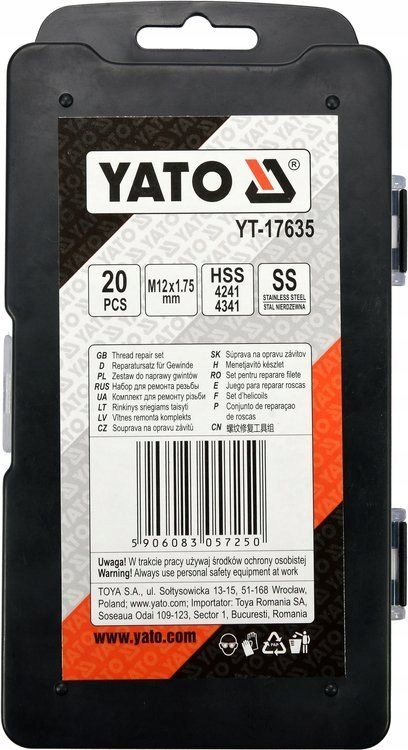 YATO ®
YT-17635
20 PCS
M12x1.75 mm
HSS 4241 4341
SS STAINLESS STEEL STAL NIERDZEWNA
GB Thread repair set
D Reparatursatz für Gewinde
PL Zestaw do naprawy gwintów
RUS Набор для ремонта резьбы
UA Комплект для ремонту різьби
LT Rinkinys sriegiams taisyti
LV Vītnes remonta komplekts
CZ Souprava na opravu závitů
SK Súprava na opravu závitov
H Menetjavító készlet
RO Set pentru reparare filete
E Juego para reparar roscas
F Set d'helicoils
P Conjunto de reparaçao
de roscas
CN 螺纹修复工具组
5 906083 057250
Uwaga! W trakcie pracy używaj środków ochrony osobistej
Warning! Always use personal safety equipment at work
TOYA S.A., ul. Sołtysowicka 13-15, 51-168 Wrocław,
Poland; www.yato.com; Importator: Toya Romania SA,
Soseaua Odai 109-123, Sector 1, Bucuresti, Romania
www.yato.com
PAP